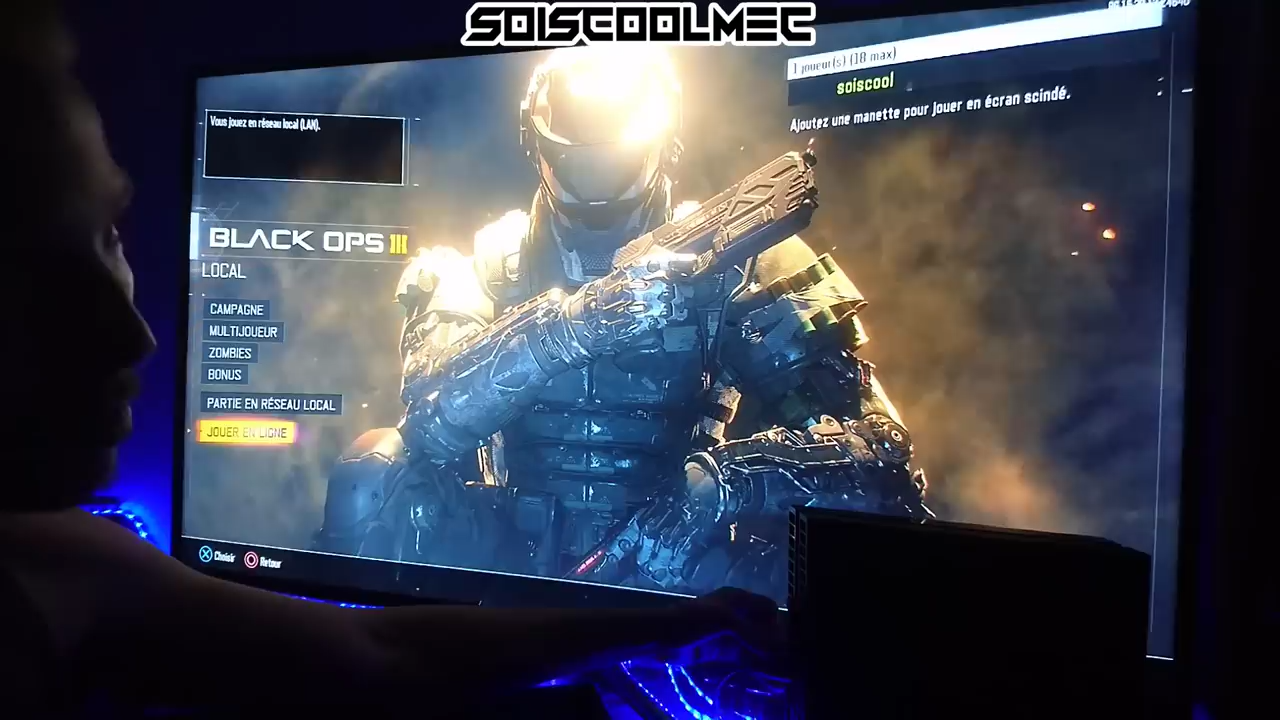 SOISCOOLMEC
1 joueur(s) (18 max)
soiscool
Ajoutez une manette pour jouer en écran scindé.
Vous jouez en réseau local (LAN).
BLACK OPS III
LOCAL
CAMPAGNE
MULTIJOUEUR
ZOMBIES
BONUS
PARTIE EN RÉSEAU LOCAL
JOUER EN LIGNE
Choisir
Retour